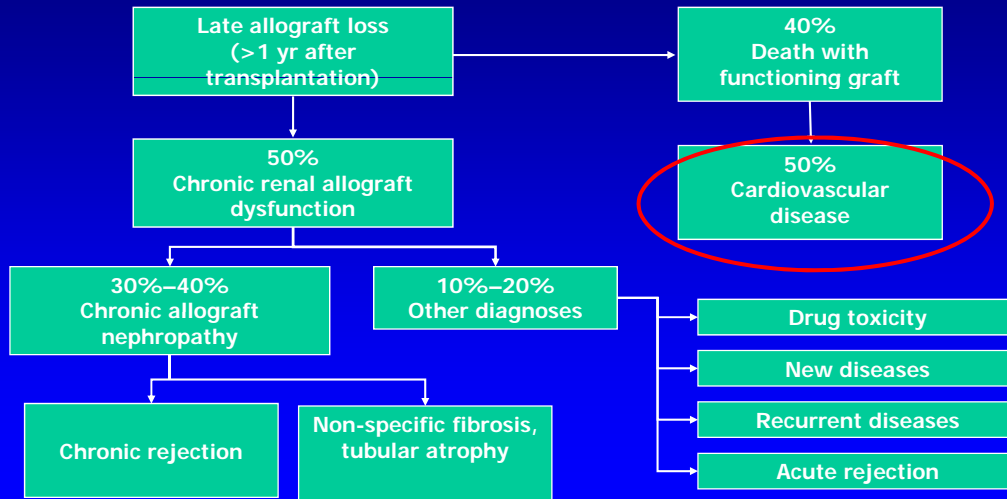 Late allograft loss
(>1 yr after
transplantation)
40%
Death with
functioning graft
50%
Chronic renal allograft
dysfunction
50%
Cardiovascular
disease
30%–40%
Chronic allograft
nephropathy
10%–20%
Other diagnoses
Drug toxicity
New diseases
Recurrent diseases
Acute rejection
Chronic rejection
Non-specific fibrosis,
tubular atrophy